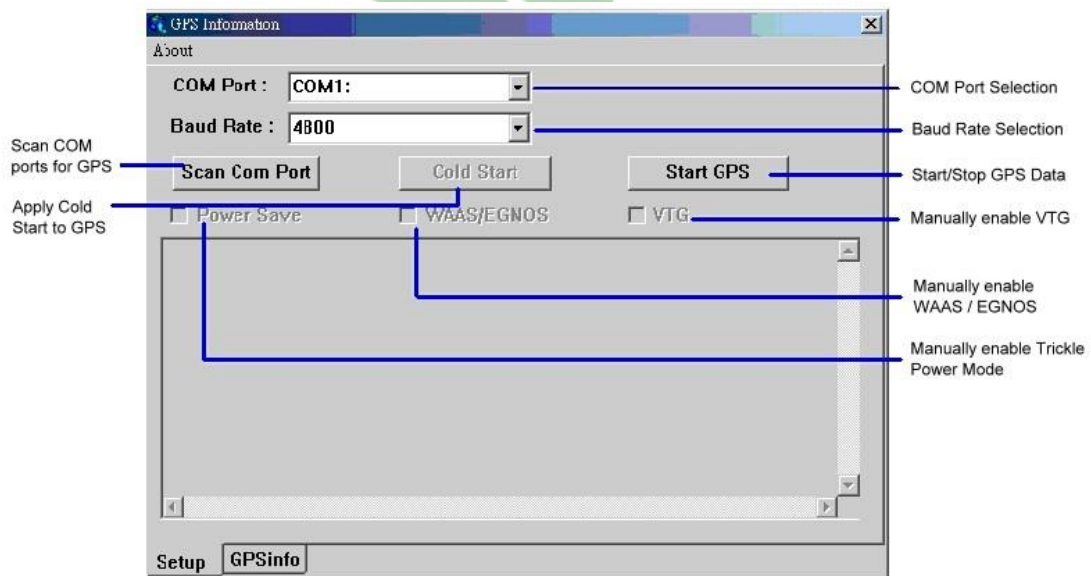 GPS Information
About
COM Port : COM1:
COM Port Selection
Baud Rate : 4800
Baud Rate Selection
Scan COM
ports for GPS
Scan Com Port
Cold Start
Start GPS
Start/Stop GPS Data
Apply Cold
Start to GPS
Power Save
WAAS/EGNOS
VTG
Manually enable VTG
Manually enable
WAAS / EGNOS
Manually enable Trickle
Power Mode
Setup
GPSinfo